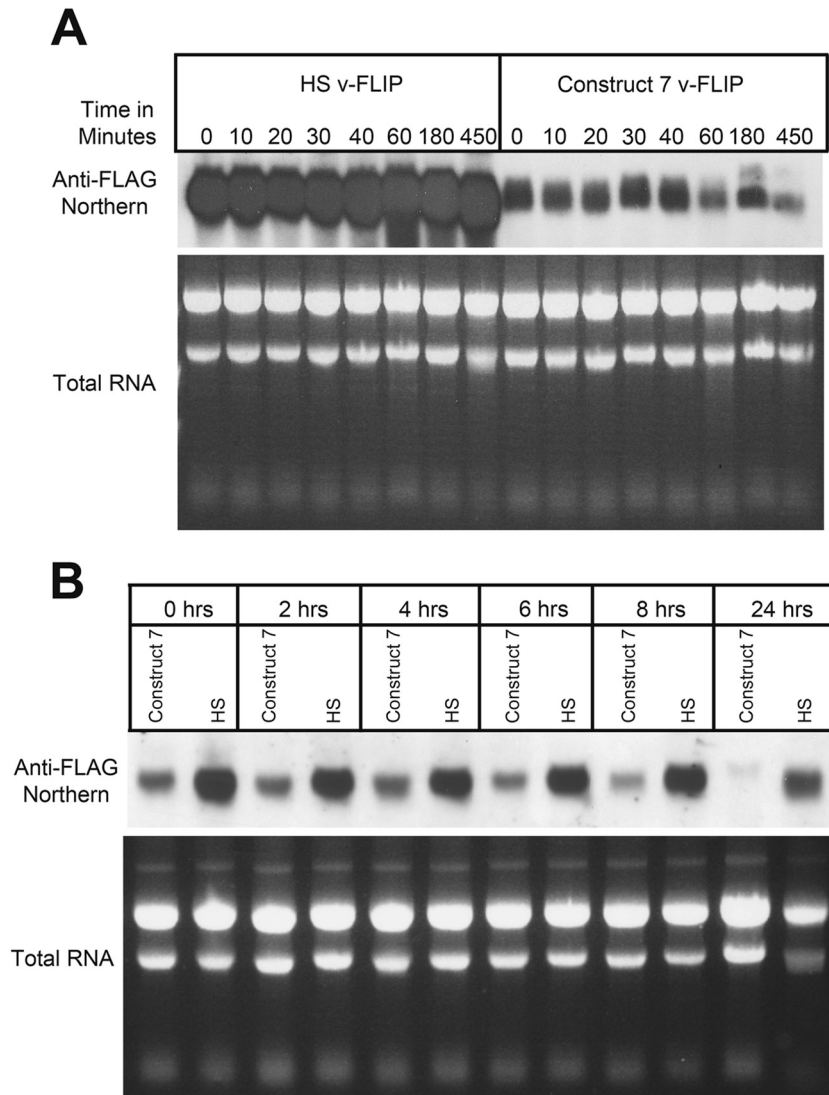 A
HS v-FLIP Construct 7 v-FLIP
Time in
Minutes
0 10 20 30 40 60 180 450 0 10 20 30 40 60 180 450
Anti-FLAG
Northern
Total RNA
B
0 hrs 2 hrs 4 hrs 6 hrs 8 hrs 24 hrs
Construct 7 HS Construct 7 HS Construct 7 HS Construct 7 HS Construct 7 HS Construct 7 HS
Anti-FLAG
Northern
Total RNA